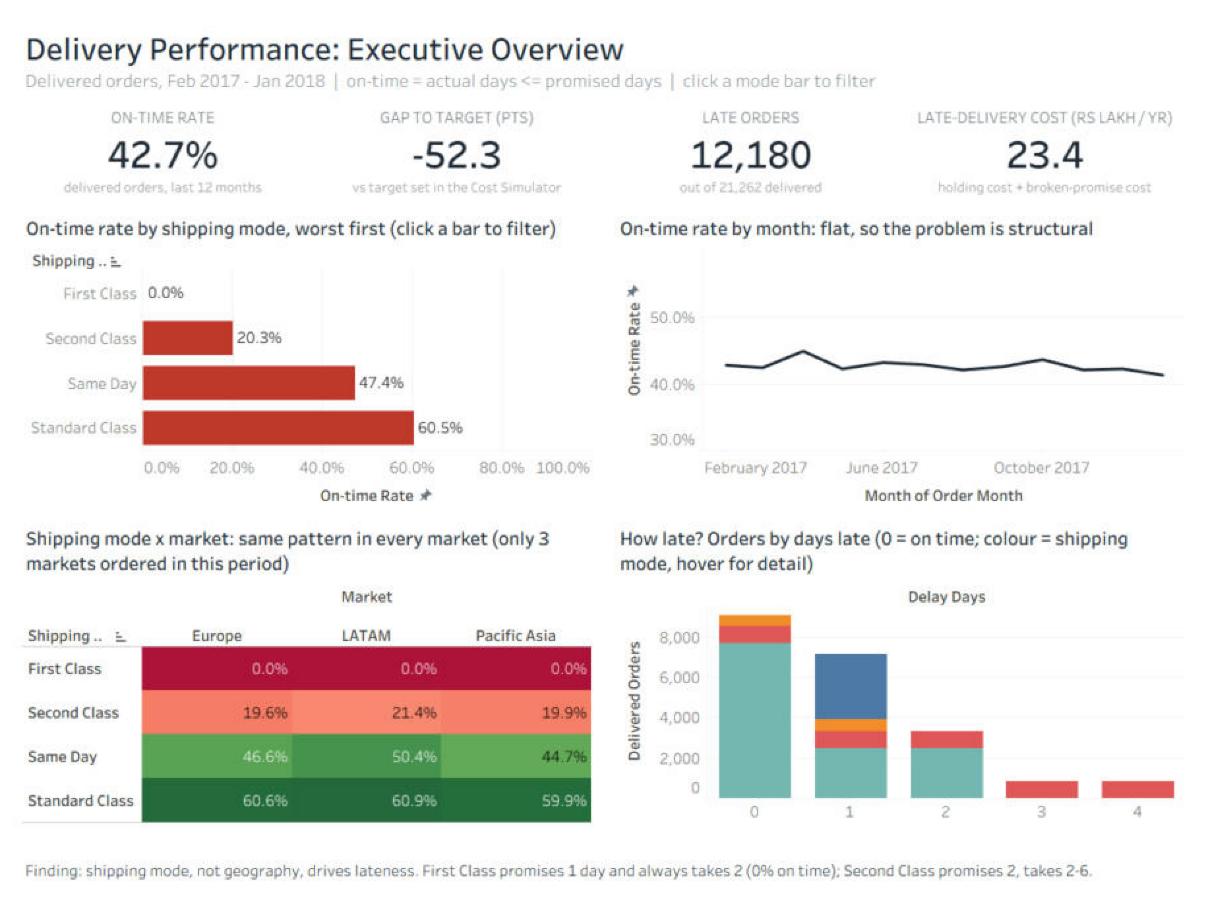 Delivery Performance: Executive Overview
Delivered orders, Feb 2017 - Jan 2018 | on-time = actual days <= promised days | click a mode bar to filter
ON-TIME RATE
42.7%
delivered orders, last 12 months
GAP TO TARGET (PTS)
-52.3
vs target set in the Cost Simulator
LATE ORDERS
12,180
out of 21,262 delivered
LATE-DELIVERY COST (RS LAKH / YR)
23.4
holding cost + broken-promise cost
On-time rate by shipping mode, worst first (click a bar to filter)
Shipping ..
First Class 0.0%
Second Class 20.3%
Same Day 47.4%
Standard Class 60.5%
0.0% 20.0% 40.0% 60.0% 80.0% 100.0%
On-time Rate
On-time rate by month: flat, so the problem is structural
On-time Rate
50.0%
40.0%
30.0%
February 2017 June 2017 October 2017
Month of Order Month
Shipping mode x market: same pattern in every market (only 3
markets ordered in this period)
Market
Shipping .. Europe LATAM Pacific Asia
First Class 0.0% 0.0% 0.0%
Second Class 19.6% 21.4% 19.9%
Same Day 46.6% 50.4% 44.7%
Standard Class 60.6% 60.9% 59.9%
How late? Orders by days late (0 = on time; colour = shipping
mode, hover for detail)
Delay Days
Delivered Orders
8,000
6,000
4,000
2,000
0
0 1 2 3 4
Finding: shipping mode, not geography, drives lateness. First Class promises 1 day and always takes 2 (0% on time); Second Class promises 2, takes 2-6.